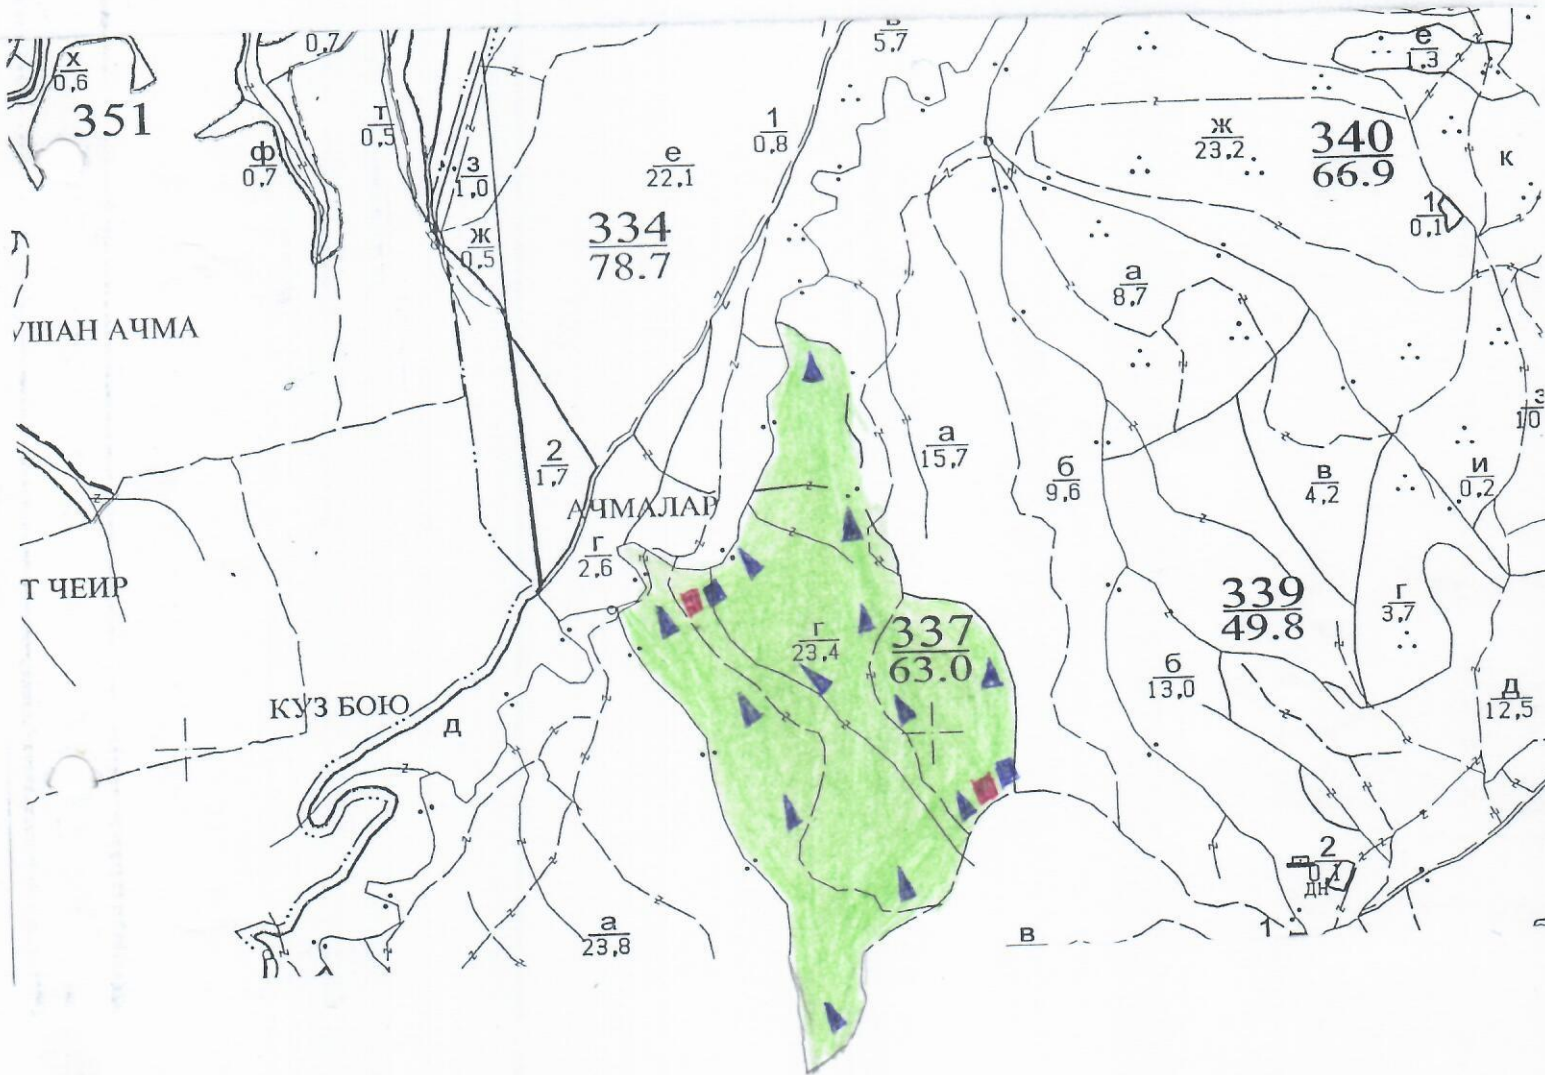 х
0,6
351
0,7
ф
0,7
т
0,5
з
1,0
ж
0,5
е
22,1
334
78.7
1
0,8
5,7
ж
23,2
340
66.9
е
1,3
к
1
0,1
а
8,7
УШАН АЧМА
2
1,7
АЧМАЛАР
г
2,6
а
15,7
б
9,6
в
4,2
и
0,2
з
10
Т ЧЕИР
г
23,4
337
63.0
339
49.8
г
3,7
б
13,0
д
12,5
КУЗ БОЮ
д
а
23,8
в
2
0,1
дн
1